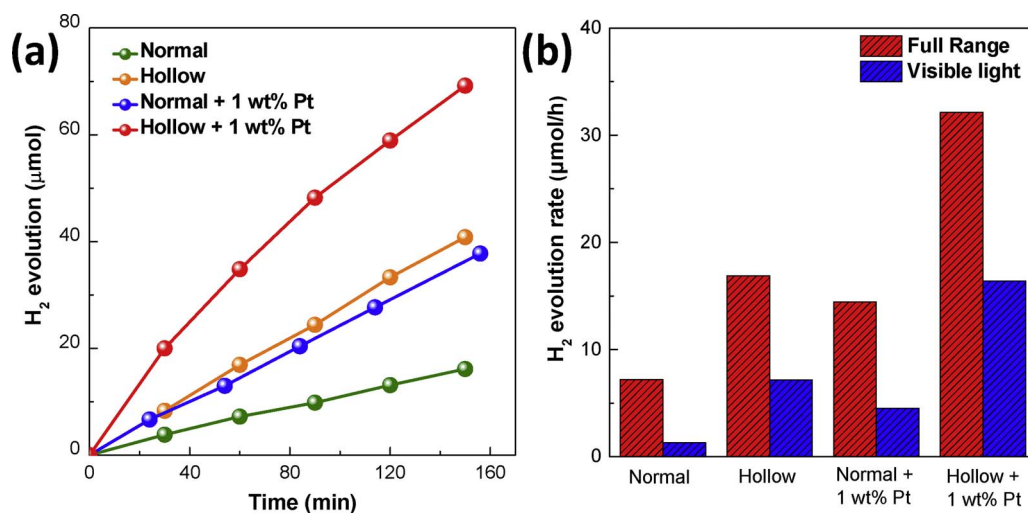 (a)
Normal
Hollow
Normal + 1 wt% Pt
Hollow + 1 wt% Pt
H₂ evolution (μmol)
80
60
40
20
0
0 40 80 120 160
Time (min)
(b)
Full Range
Visible light
H₂ evolution rate (μmol/h)
40
30
20
10
0
Normal
Hollow
Normal +
1 wt% Pt
Hollow +
1 wt% Pt